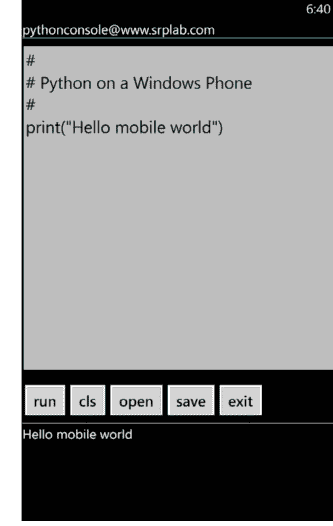 6:40
pythonconsole@www.srplab.com
#
# Python on a Windows Phone
#
print("Hello mobile world")
run cls open save exit
Hello mobile world